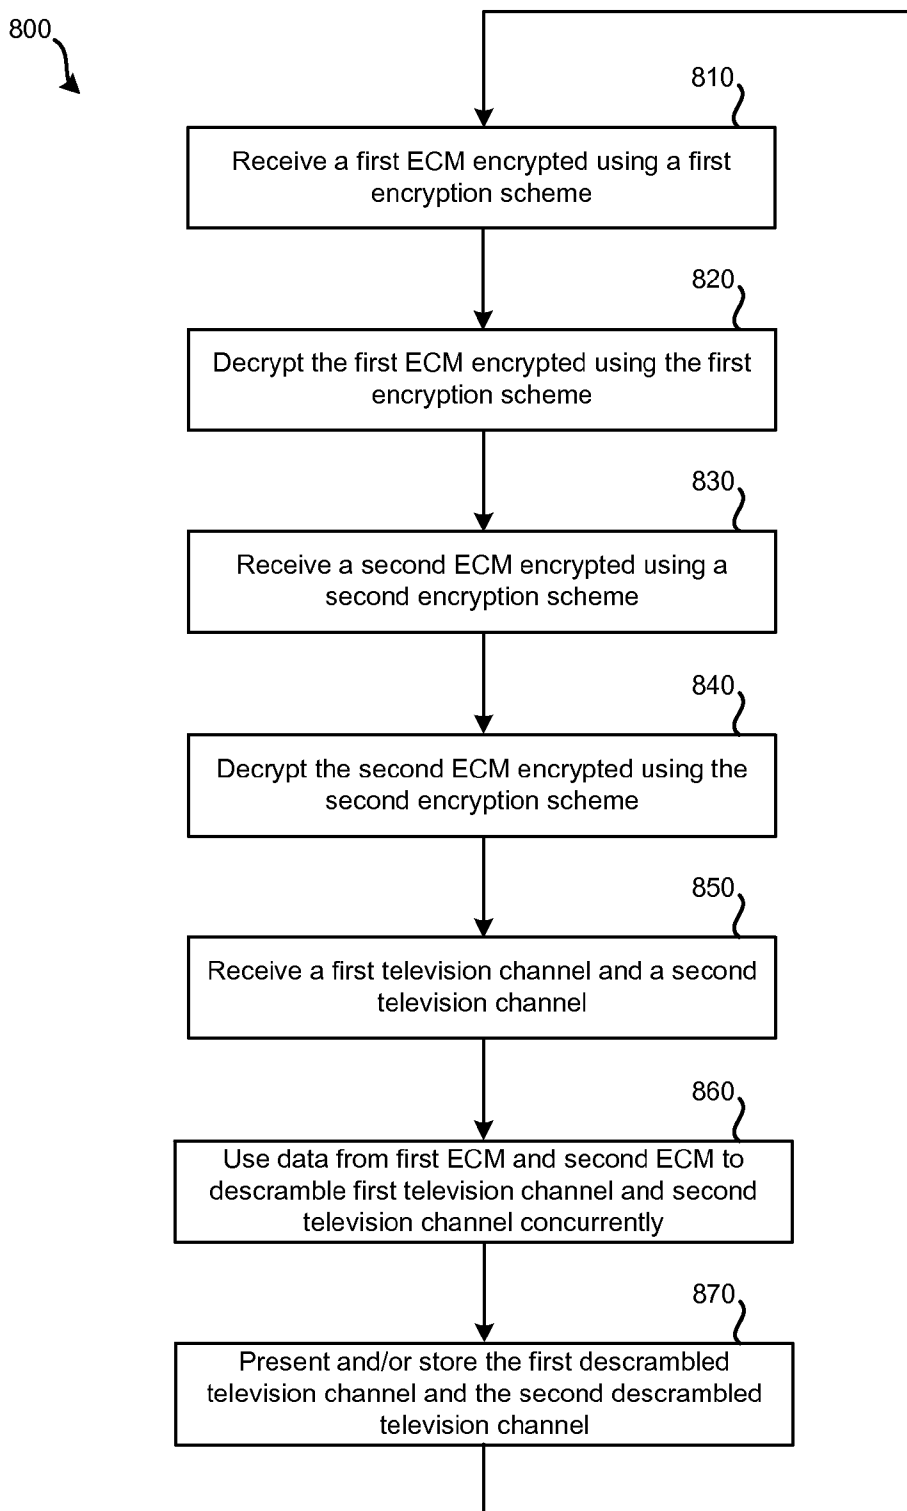 800
810
Receive a first ECM encrypted using a first
encryption scheme
820
Decrypt the first ECM encrypted using the first
encryption scheme
830
Receive a second ECM encrypted using a
second encryption scheme
840
Decrypt the second ECM encrypted using the
second encryption scheme
850
Receive a first television channel and a second
television channel
860
Use data from first ECM and second ECM to
descramble first television channel and second
television channel concurrently
870
Present and/or store the first descrambled
television channel and the second descrambled
television channel